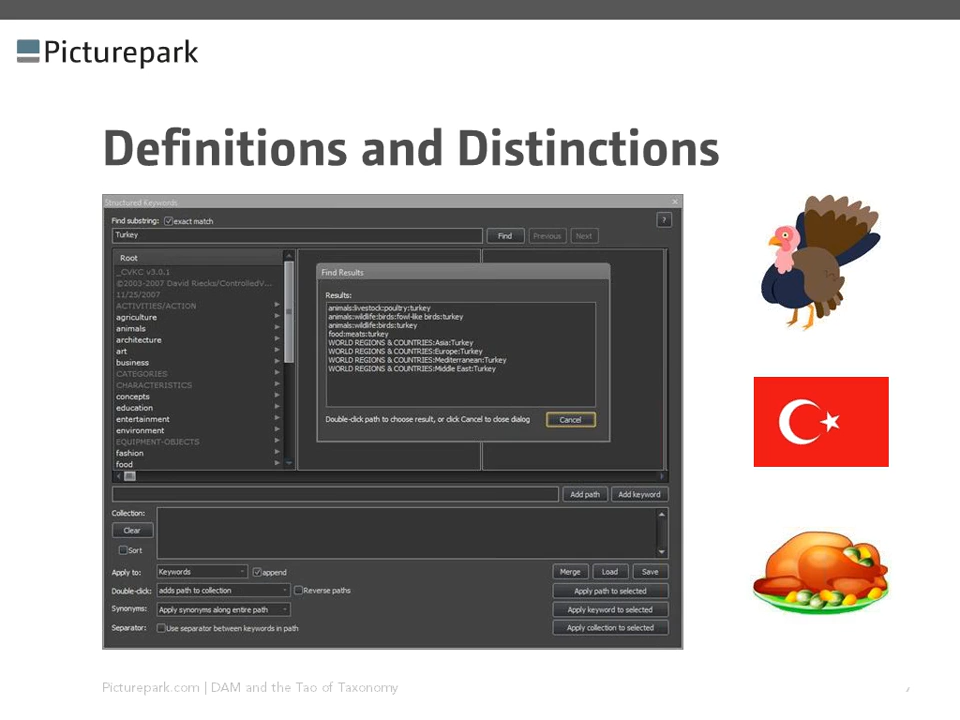 Picturepark
Definitions and Distinctions
Structured Keywords
Find substring: exact match
?
Turkey
Find Previous Next
Root
_CVKC v3.0.1
©2003-2007 David Riecks/ControlledV...
11/25/2007
ACTIVITIES/ACTION
agriculture
animals
architecture
art
business
CATEGORIES
CHARACTERISTICS
concepts
education
entertainment
environment
EQUIPMENT-OBJECTS
fashion
food
Find Results
Results:
animals:livestock:poultry:turkey
animals:wildlife:birds:fowl-like birds:turkey
animals:wildlife:birds:turkey
food:meats:turkey
WORLD REGIONS & COUNTRIES:Asia:Turkey
WORLD REGIONS & COUNTRIES:Europe:Turkey
WORLD REGIONS & COUNTRIES:Mediterranean:Turkey
WORLD REGIONS & COUNTRIES:Middle East:Turkey
Double-click path to choose result, or click Cancel to close dialog Cancel
Add path Add keyword
Collection:
Clear
Sort
Apply to: Keywords append
Merge Load Save
Double-click: adds path to collection Reverse paths
Apply path to selected
Synonyms: Apply synonyms along entire path
Apply keyword to selected
Separator: Use separator between keywords in path
Apply collection to selected
Picturepark.com | DAM and the Tao of Taxonomy